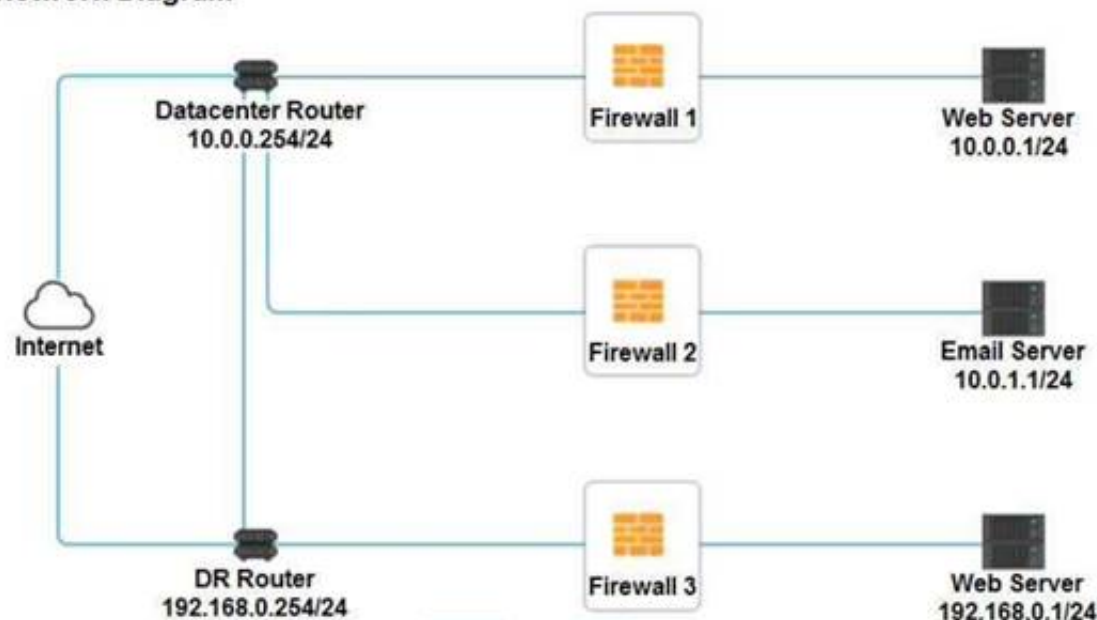 Datacenter Router
10.0.0.254/24
Firewall 1
Web Server
10.0.0.1/24
Internet
Firewall 2
Email Server
10.0.1.1/24
DR Router
192.168.0.254/24
Firewall 3
Web Server
192.168.0.1/24